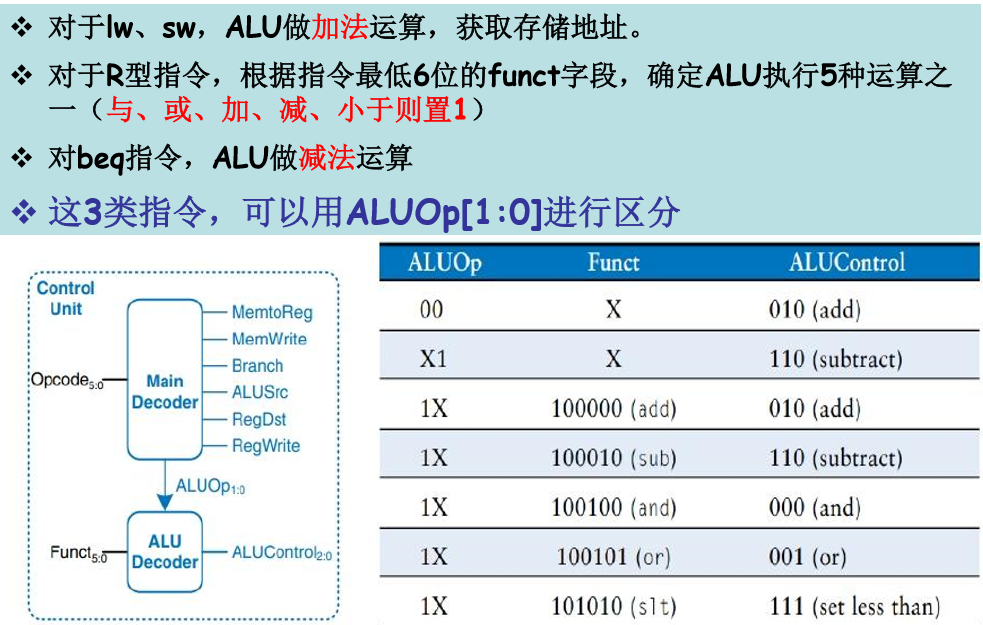 ❖ 对于lw、sw，ALU做加法运算，获取存储地址。
❖ 对于R型指令，根据指令最低6位的funct字段，确定ALU执行5种运算之
一（与、或、加、减、小于则置1）
❖ 对beq指令，ALU做减法运算
❖ 这3类指令，可以用ALUOp[1:0]进行区分
Control
Unit
Opcode5:0
Main
Decoder
MemtoReg
MemWrite
Branch
ALUSrc
RegDst
RegWrite
ALUOp1:0
Funct5:0
ALU
Decoder
ALUControl2:0
ALUOp Funct ALUControl
00 X 010 (add)
X1 X 110 (subtract)
1X 100000 (add) 010 (add)
1X 100010 (sub) 110 (subtract)
1X 100100 (and) 000 (and)
1X 100101 (or) 001 (or)
1X 101010 (slt) 111 (set less than)